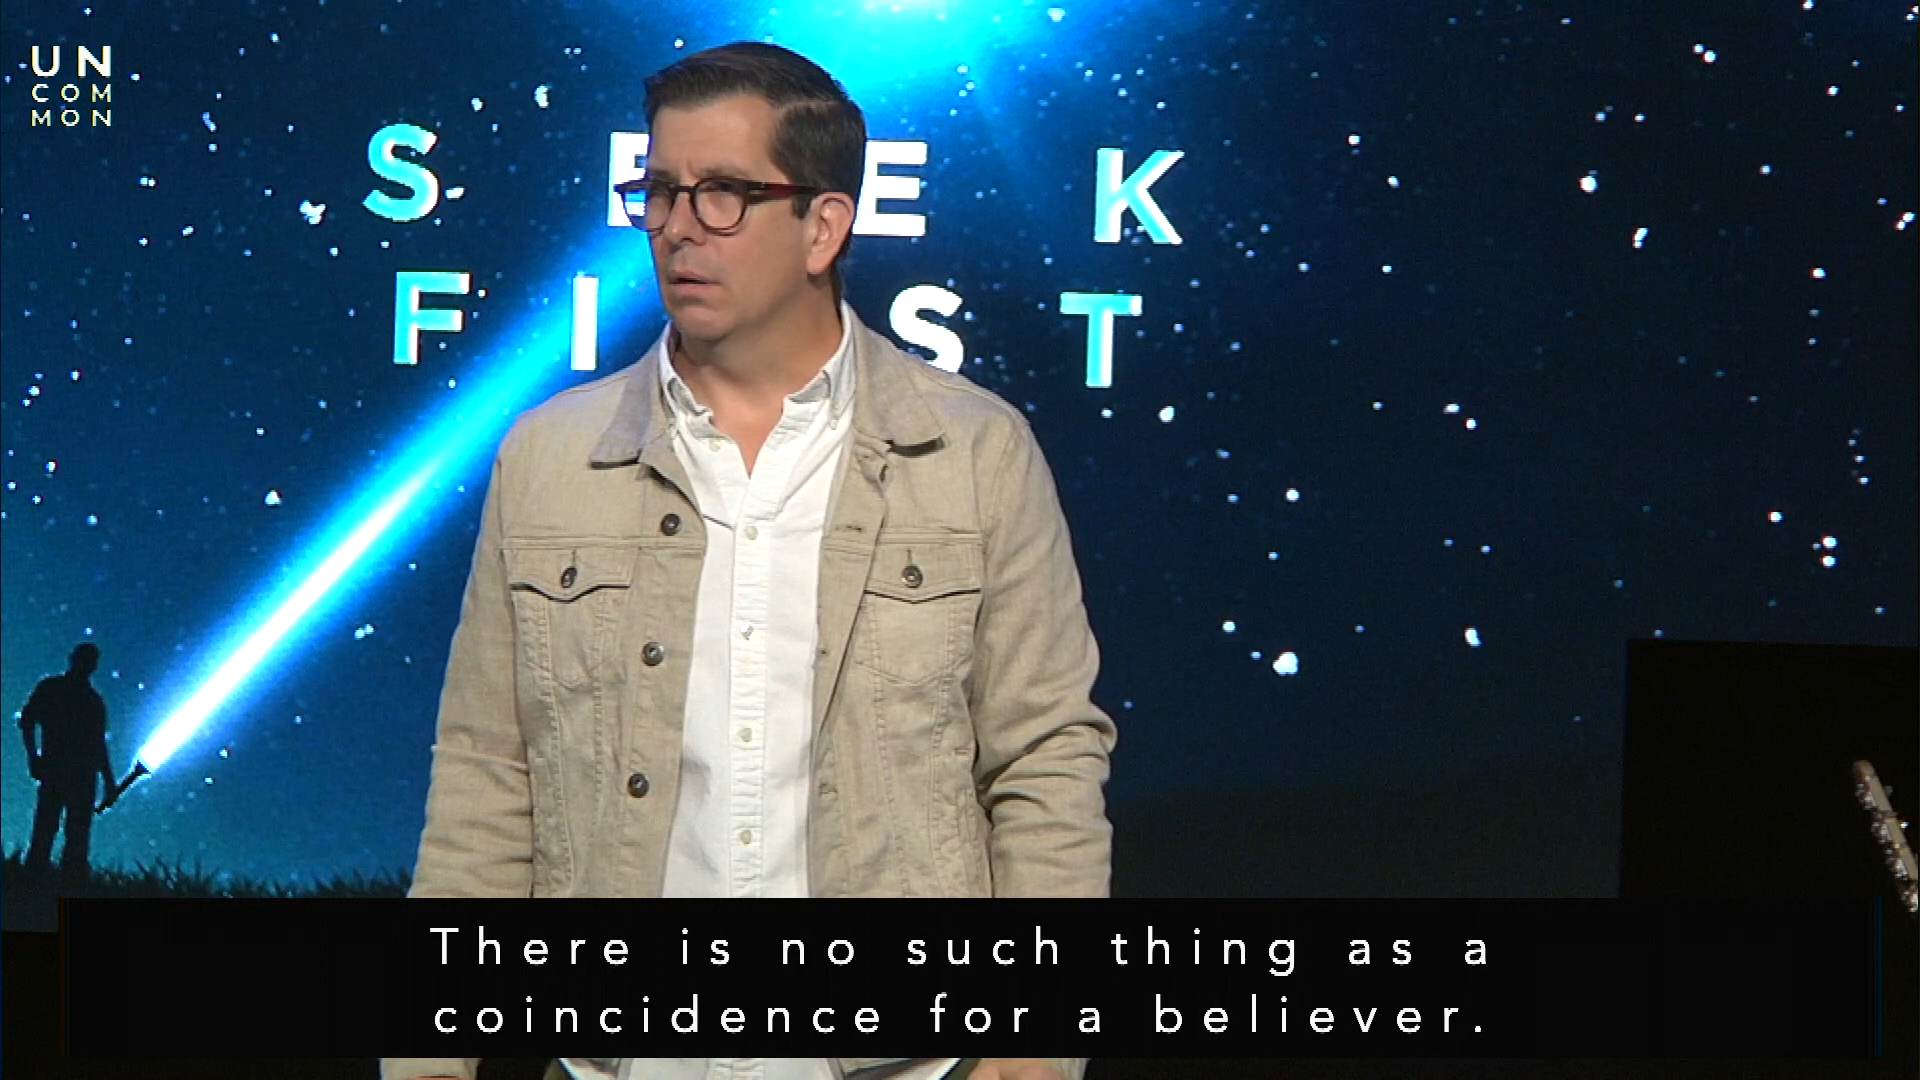 UN
COM
MON
S E E K
F I S T
There is no such thing as a
coincidence for a believer.